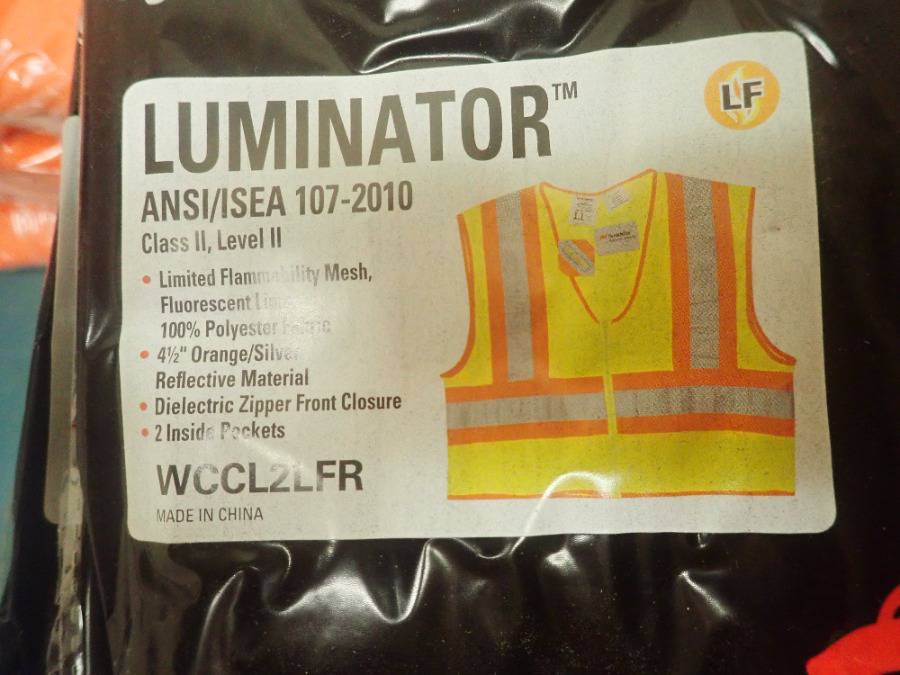 LUMINATOR™
LF
ANSI/ISEA 107-2010
Class II, Level II
• Limited Flammability Mesh,
Fluorescent
100% Polyester Fabric
• 4½" Orange/Silver
Reflective Material
• Dielectric Zipper Front Closure
• 2 Inside Pockets
WCCL2LFR
MADE IN CHINA